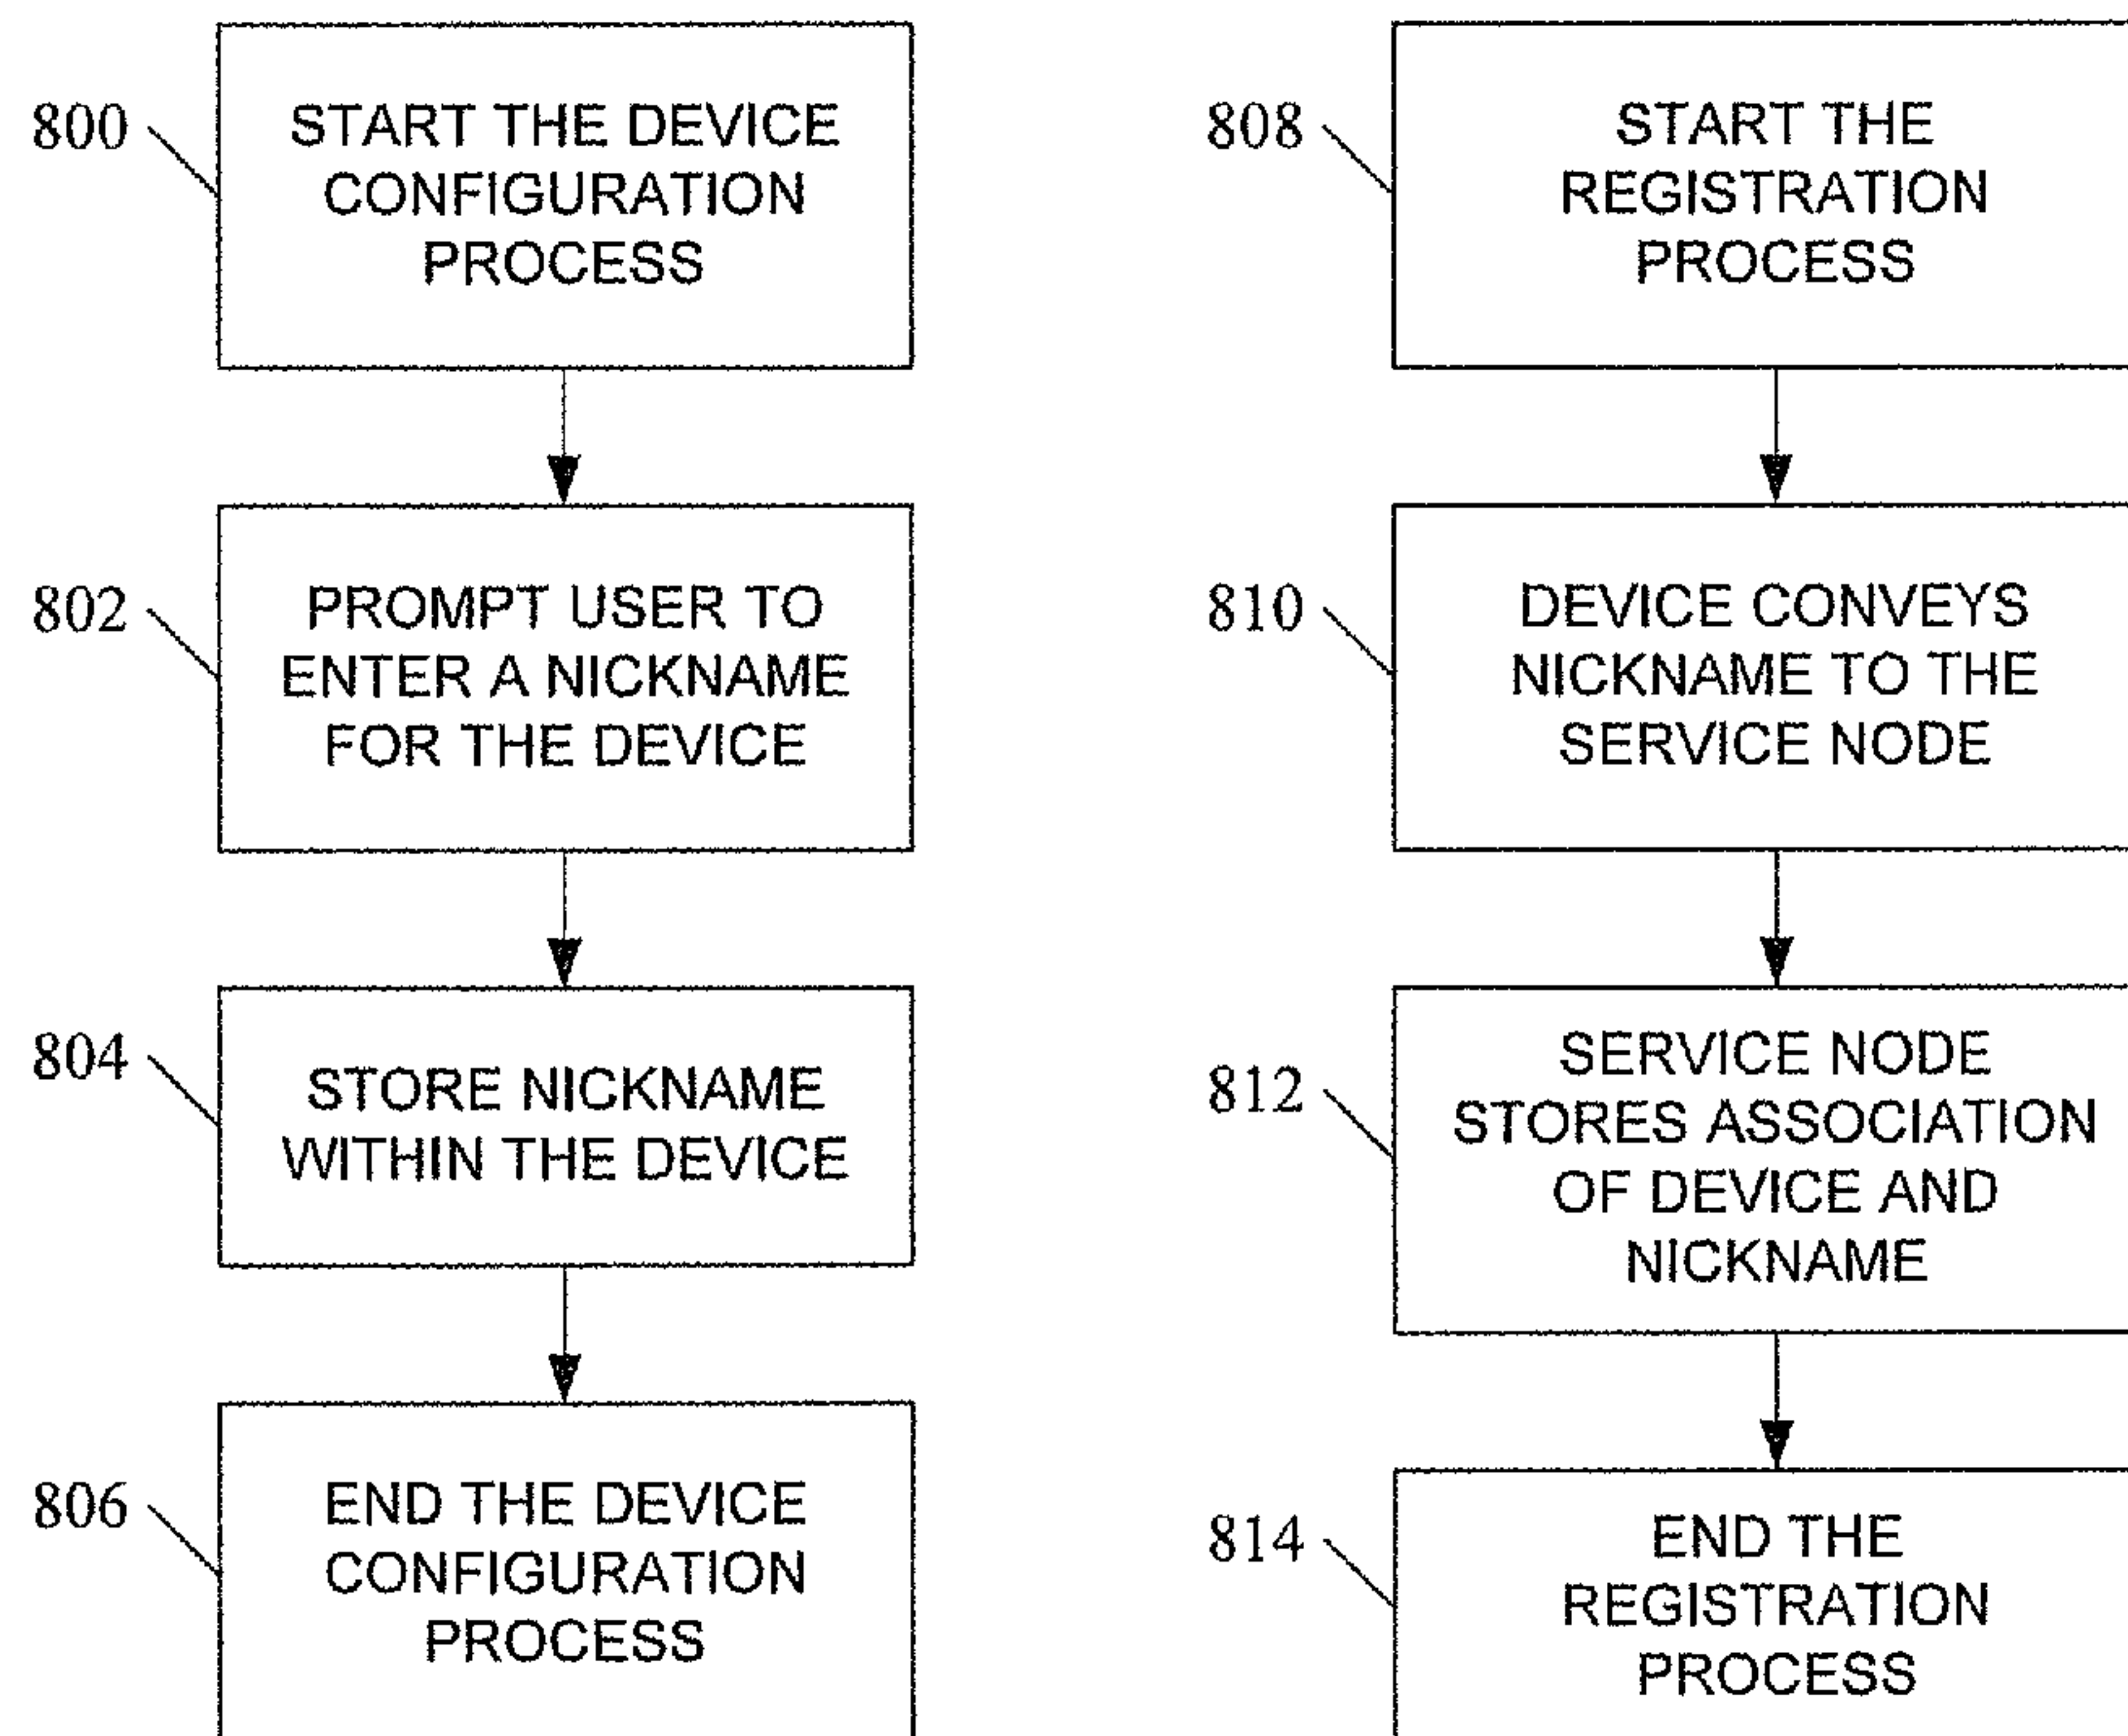 800
START THE DEVICE
CONFIGURATION
PROCESS
802
PROMPT USER TO
ENTER A NICKNAME
FOR THE DEVICE
804
STORE NICKNAME
WITHIN THE DEVICE
806
END THE DEVICE
CONFIGURATION
PROCESS
808
START THE
REGISTRATION
PROCESS
810
DEVICE CONVEYS
NICKNAME TO THE
SERVICE NODE
812
SERVICE NODE
STORES ASSOCIATION
OF DEVICE AND
NICKNAME
814
END THE
REGISTRATION
PROCESS